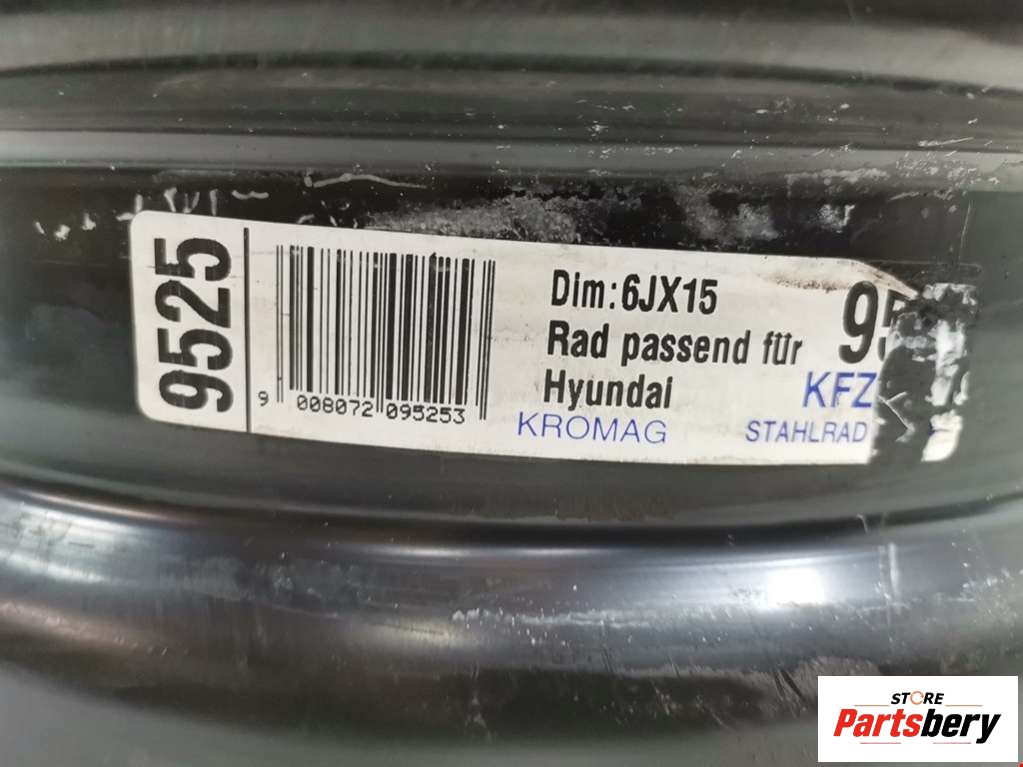 9525
9 008072 095253
Dim:6JX15
Rad passend für
Hyundai
KROMAG
KFZ
STAHLRAD
STORE
Partsbery